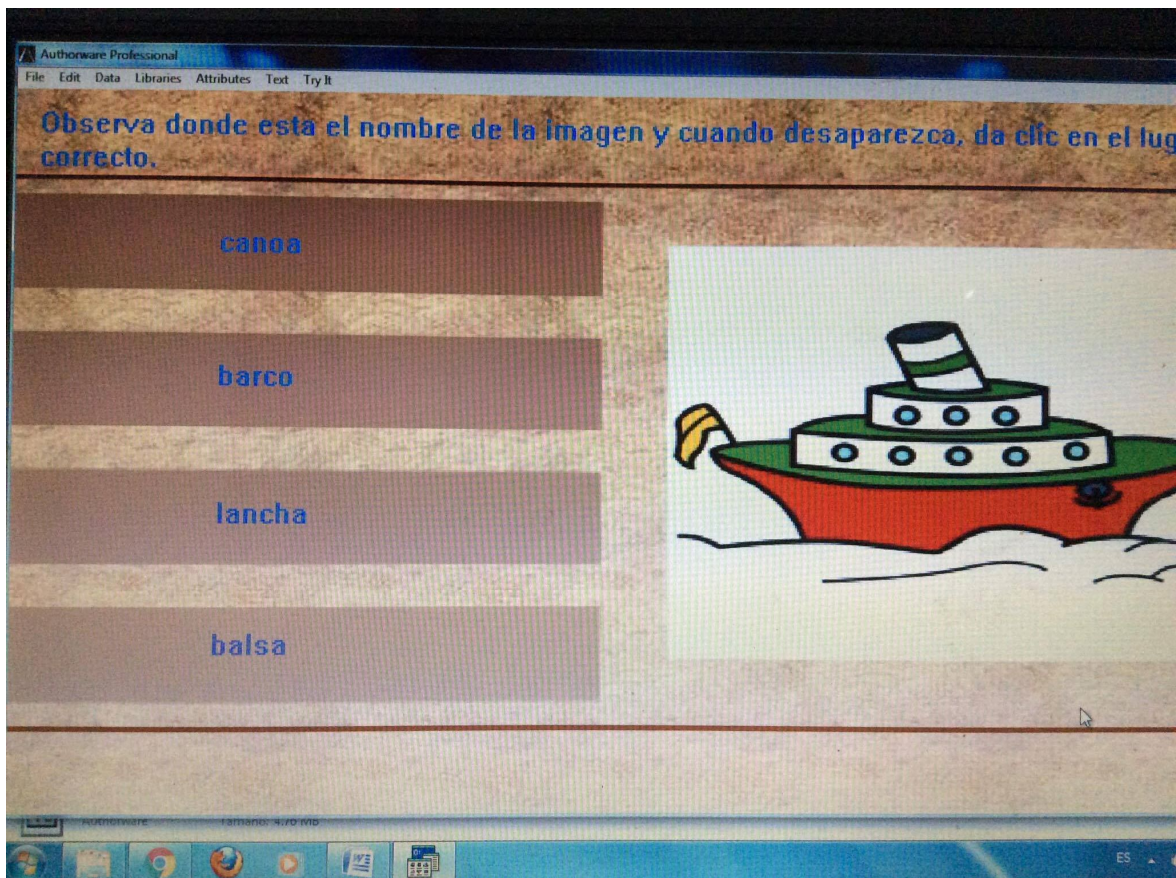 Authorware Professional
File Edit Data Libraries Attributes Text Try It
Observa donde esta el nombre de la imagen y cuando desaparezca, da clic en el lug
correcto.
canoa
barco
lancha
balsa
Authorware Tamaño: 4.76 MB
ES